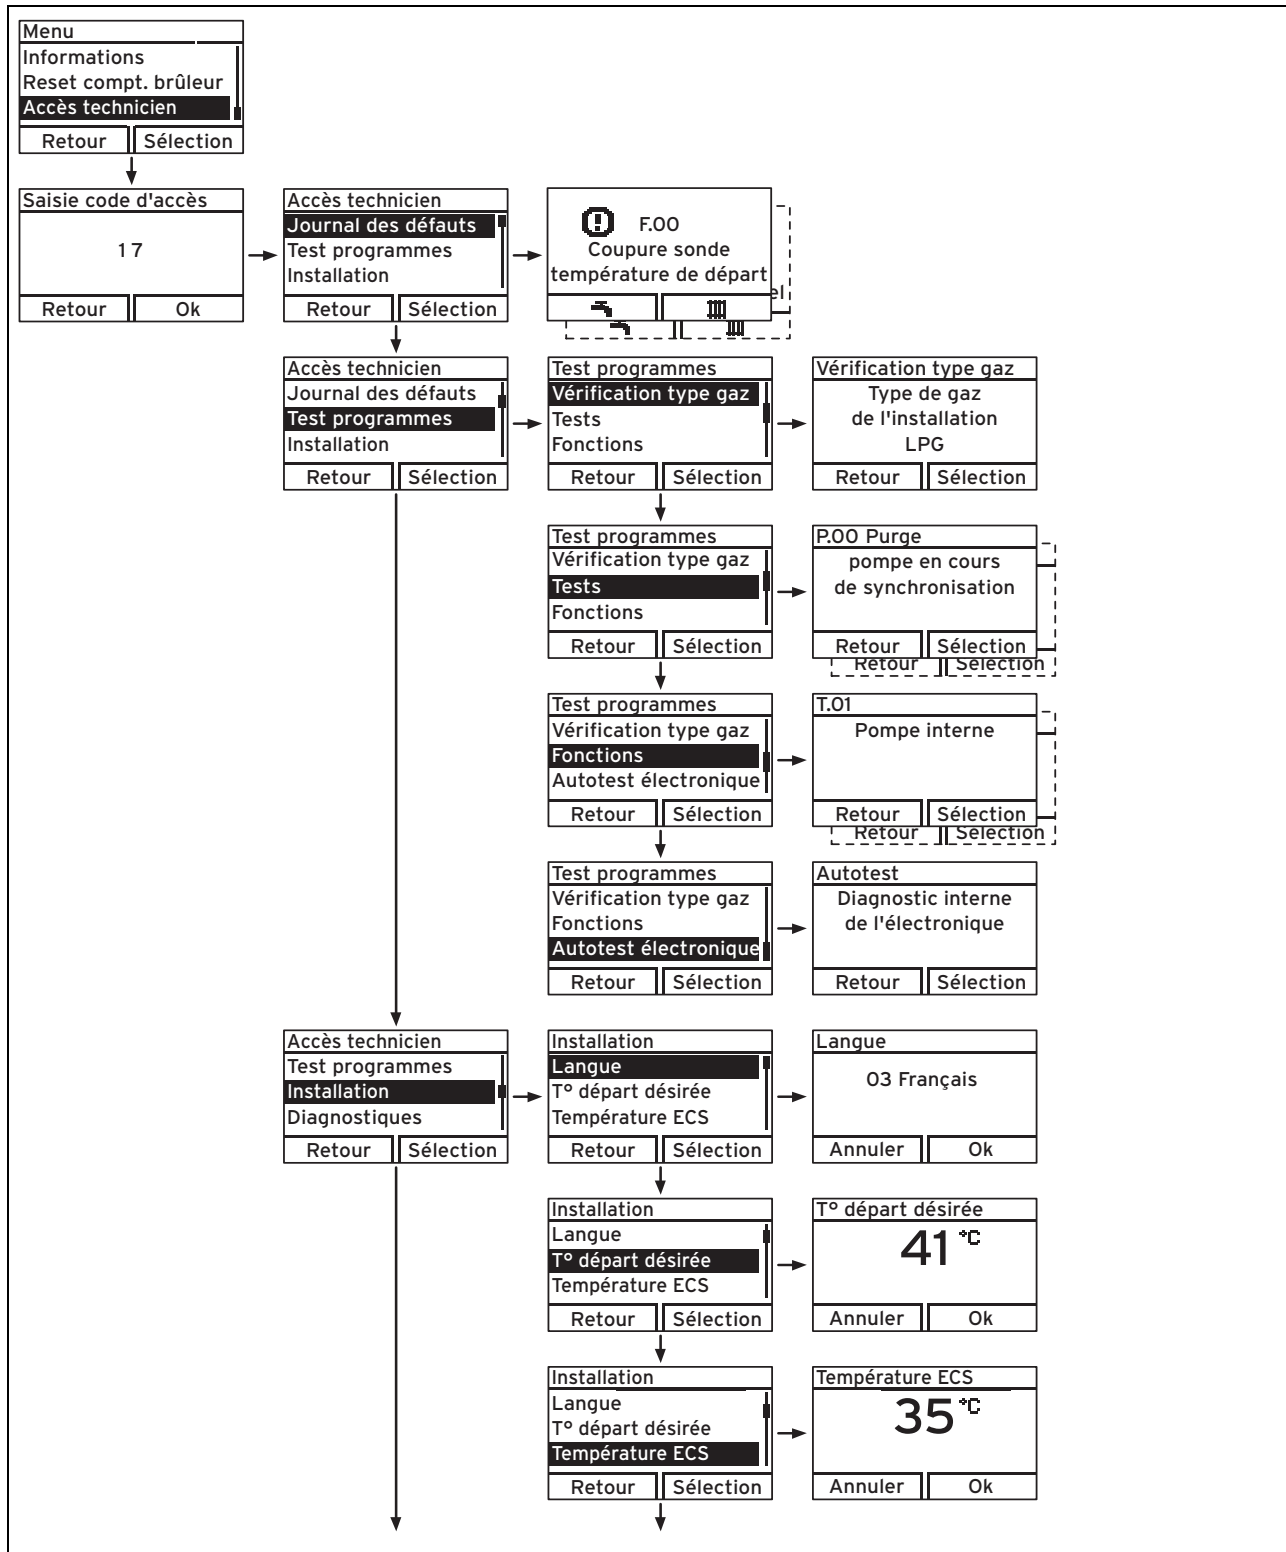 Menu
Informations
Reset compt. brûleur
Accès technicien
Retour Sélection
Saisie code d'accès
17
Retour Ok
Accès technicien
Journal des défauts
Test programmes
Installation
Retour Sélection
F.00
Coupure sonde
température de départ
el
Accès technicien
Journal des défauts
Test programmes
Installation
Retour Sélection
Test programmes
Vérification type gaz
Tests
Fonctions
Retour Sélection
Vérification type gaz
Type de gaz
de l'installation
LPG
Retour Sélection
Test programmes
Vérification type gaz
Tests
Fonctions
Retour Sélection
P.00 Purge
pompe en cours
de synchronisation
Retour Sélection
Retour Sélection
Test programmes
Vérification type gaz
Fonctions
Autotest électronique
Retour Sélection
T.01
Pompe interne
Retour Sélection
Retour Sélection
Test programmes
Vérification type gaz
Fonctions
Autotest électronique
Retour Sélection
Autotest
Diagnostic interne
de l'électronique
Retour Sélection
Accès technicien
Test programmes
Installation
Diagnostiques
Retour Sélection
Installation
Langue
T° départ désirée
Température ECS
Retour Sélection
Langue
03 Français
Annuler Ok
Installation
Langue
T° départ désirée
Température ECS
Retour Sélection
T° départ désirée
41 °C
Annuler Ok
Installation
Langue
T° départ désirée
Température ECS
Retour Sélection
Température ECS
35 °C
Annuler Ok